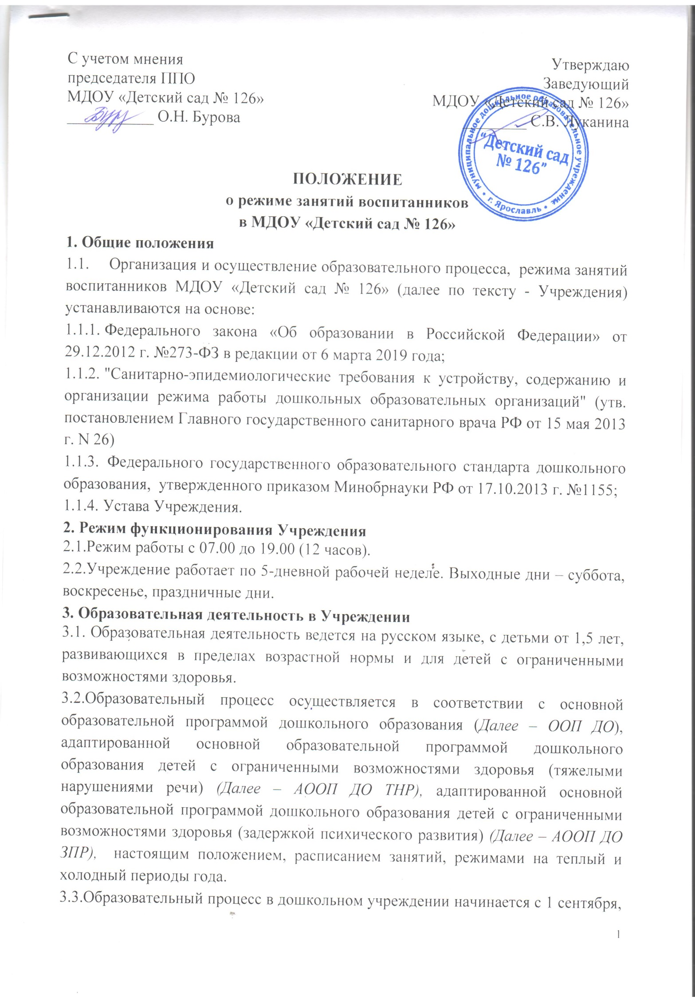 С учетом мнения
председателя ППО
МДОУ «Детский сад № 126»
____________ О.Н. Бурова
Утверждаю
Заведующий
МДОУ «Детский сад № 126»
_________ С.В. Луканина
муниципальное дошкольное образовательное учреждение
• г. Ярославль •
"Детский сад
№ 126"
ПОЛОЖЕНИЕ
о режиме занятий воспитанников
в МДОУ «Детский сад № 126»
1. Общие положения
1.1. Организация и осуществление образовательного процесса, режима занятий
воспитанников МДОУ «Детский сад № 126» (далее по тексту - Учреждения)
устанавливаются на основе:
1.1.1. Федерального закона «Об образовании в Российской Федерации» от
29.12.2012 г. №273-ФЗ в редакции от 6 марта 2019 года;
1.1.2. "Санитарно-эпидемиологические требования к устройству, содержанию и
организации режима работы дошкольных образовательных организаций" (утв.
постановлением Главного государственного санитарного врача РФ от 15 мая 2013
г. N 26)
1.1.3. Федерального государственного образовательного стандарта дошкольного
образования, утвержденного приказом Минобрнауки РФ от 17.10.2013 г. №1155;
1.1.4. Устава Учреждения.
2. Режим функционирования Учреждения
2.1.Режим работы с 07.00 до 19.00 (12 часов).
2.2.Учреждение работает по 5-дневной рабочей неделе. Выходные дни – суббота,
воскресенье, праздничные дни.
3. Образовательная деятельность в Учреждении
3.1. Образовательная деятельность ведется на русском языке, с детьми от 1,5 лет,
развивающихся в пределах возрастной нормы и для детей с ограниченными
возможностями здоровья.
3.2.Образовательный процесс осуществляется в соответствии с основной
образовательной программой дошкольного образования (Далее – ООП ДО),
адаптированной основной образовательной программой дошкольного
образования детей с ограниченными возможностями здоровья (тяжелыми
нарушениями речи) (Далее – АООП ДО ТНР), адаптированной основной
образовательной программой дошкольного образования детей с ограниченными
возможностями здоровья (задержкой психического развития) (Далее – АООП ДО
ЗПР), настоящим положением, расписанием занятий, режимами на теплый и
холодный периоды года.
3.3.Образовательный процесс в дошкольном учреждении начинается с 1 сентября,
1